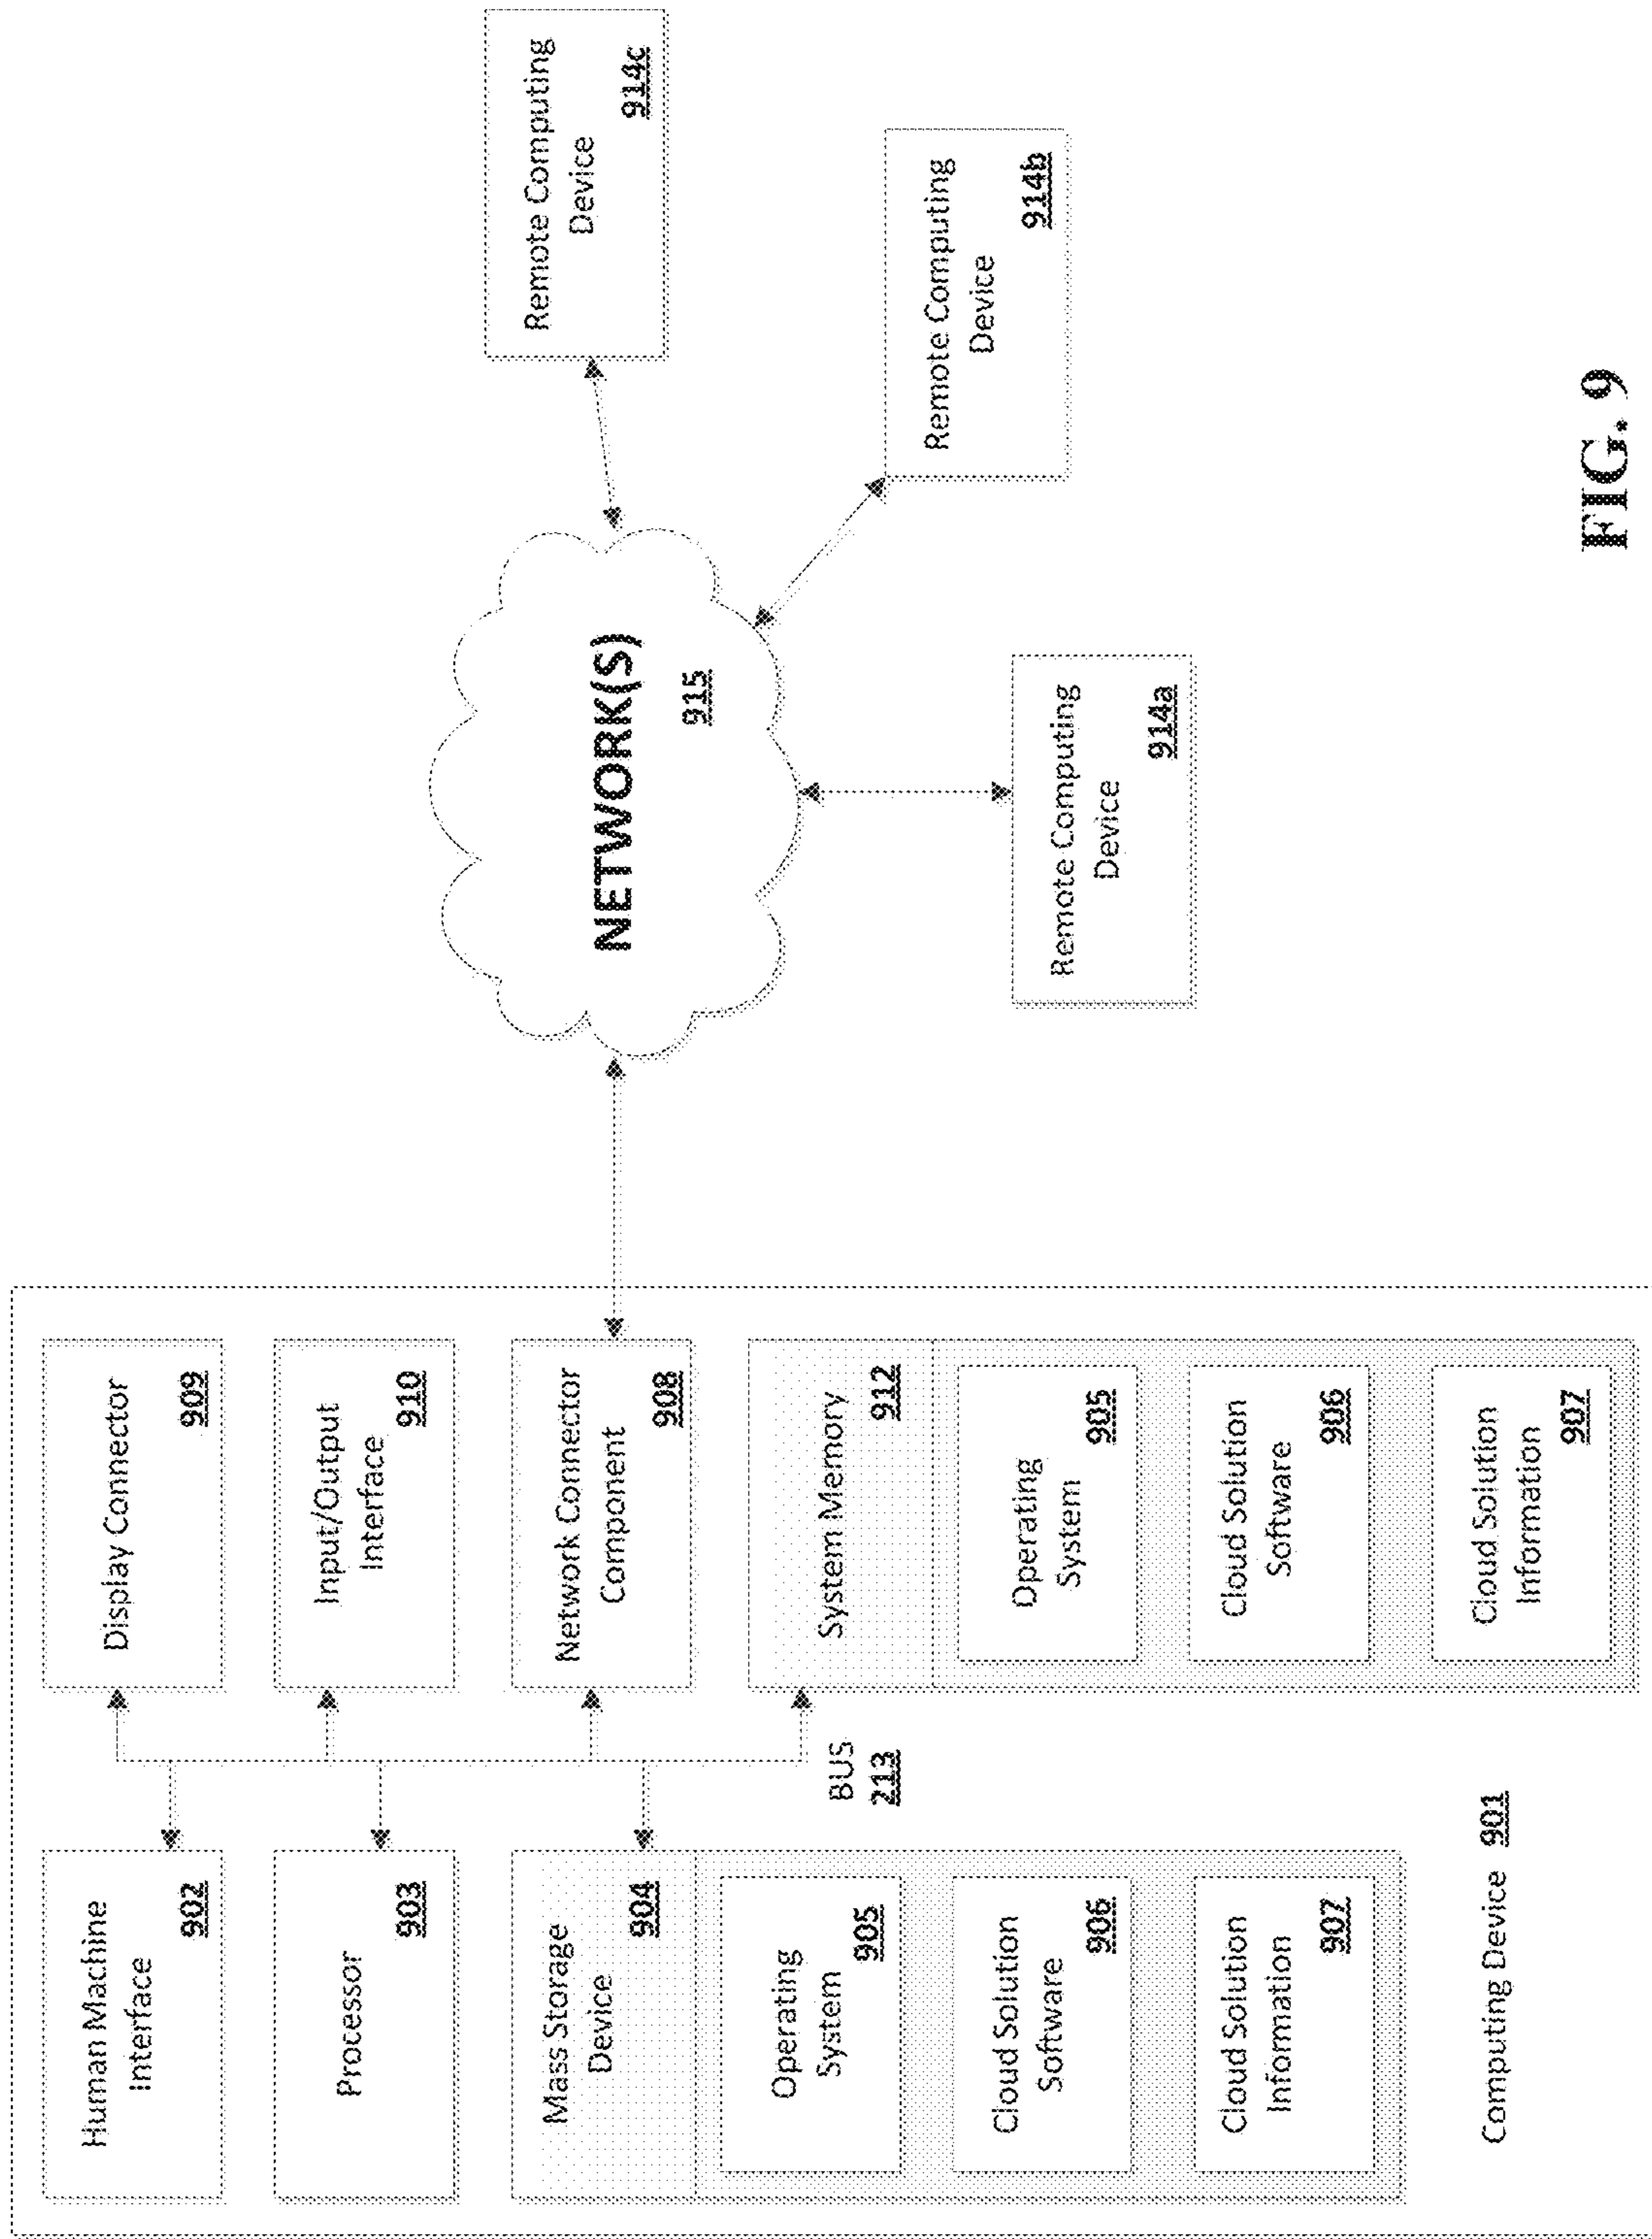 Human Machine
Interface
902
Processor
903
Mass Storage
Device
904
Operating
System
905
Cloud Solution
Software
906
Cloud Solution
Information
907
Computing Device 901
BUS
213
Display Connector
909
Input/Output
Interface
910
Network Connector
Component
908
System Memory
912
Operating
System
905
Cloud Solution
Software
906
Cloud Solution
Information
907
NETWORK(S)
915
Remote Computing
Device
914a
Remote Computing
Device
914b
Remote Computing
Device
914c
FIG. 9